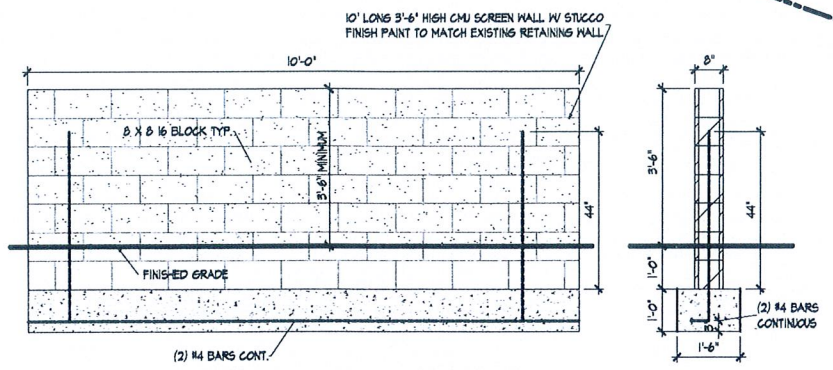 10' LONG 3'-6" HIGH CMU SCREEN WALL W/ STUCCO
FINISH PAINT TO MATCH EXISTING RETAINING WALL
10'-0"
8 X 8 16 BLOCK TYP.
3'-6" MINIMUM
44"
FINISHED GRADE
(2) #4 BARS CONT.
8"
3'-6"
44"
1'-0"
1'-0"
3"
(2) #4 BARS
CONTINUOUS
1'-6"